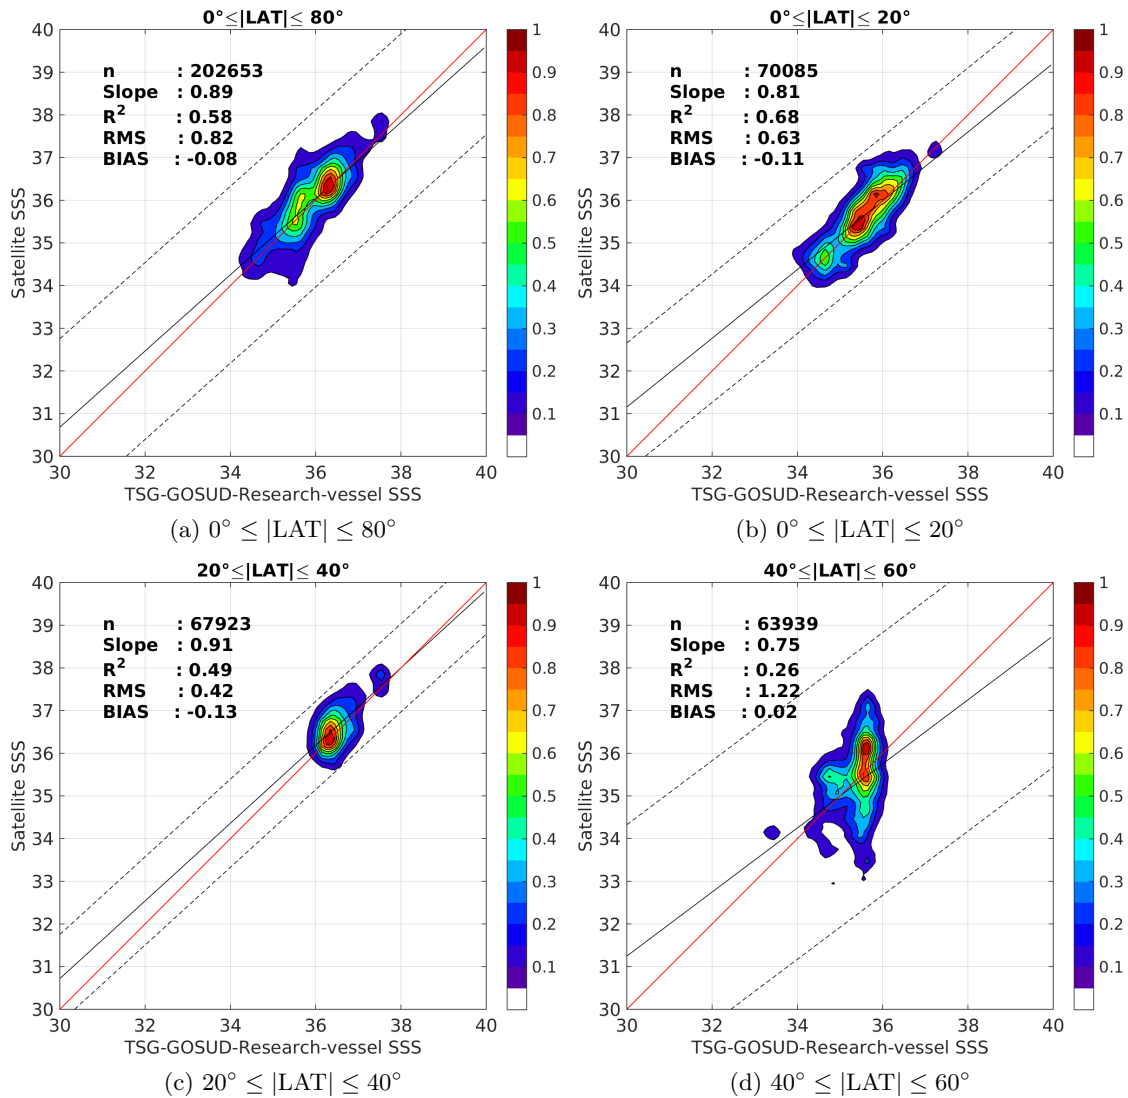 0°≤|LAT|≤ 80°
40
39
38
37
36
35
34
33
32
31
30
Satellite SSS
n : 202653
Slope : 0.89
R² : 0.58
RMS : 0.82
BIAS : -0.08
30 32 34 36 38 40
TSG-GOSUD-Research-vessel SSS
1
0.9
0.8
0.7
0.6
0.5
0.4
0.3
0.2
0.1
(a) 0° ≤ |LAT| ≤ 80°
0°≤|LAT|≤ 20°
40
39
38
37
36
35
34
33
32
31
30
Satellite SSS
n : 70085
Slope : 0.81
R² : 0.68
RMS : 0.63
BIAS : -0.11
30 32 34 36 38 40
TSG-GOSUD-Research-vessel SSS
1
0.9
0.8
0.7
0.6
0.5
0.4
0.3
0.2
0.1
(b) 0° ≤ |LAT| ≤ 20°
20°≤|LAT|≤ 40°
40
39
38
37
36
35
34
33
32
31
30
Satellite SSS
n : 67923
Slope : 0.91
R² : 0.49
RMS : 0.42
BIAS : -0.13
30 32 34 36 38 40
TSG-GOSUD-Research-vessel SSS
1
0.9
0.8
0.7
0.6
0.5
0.4
0.3
0.2
0.1
(c) 20° ≤ |LAT| ≤ 40°
40°≤|LAT|≤ 60°
40
39
38
37
36
35
34
33
32
31
30
Satellite SSS
n : 63939
Slope : 0.75
R² : 0.26
RMS : 1.22
BIAS : 0.02
30 32 34 36 38 40
TSG-GOSUD-Research-vessel SSS
1
0.9
0.8
0.7
0.6
0.5
0.4
0.3
0.2
0.1
(d) 40° ≤ |LAT| ≤ 60°